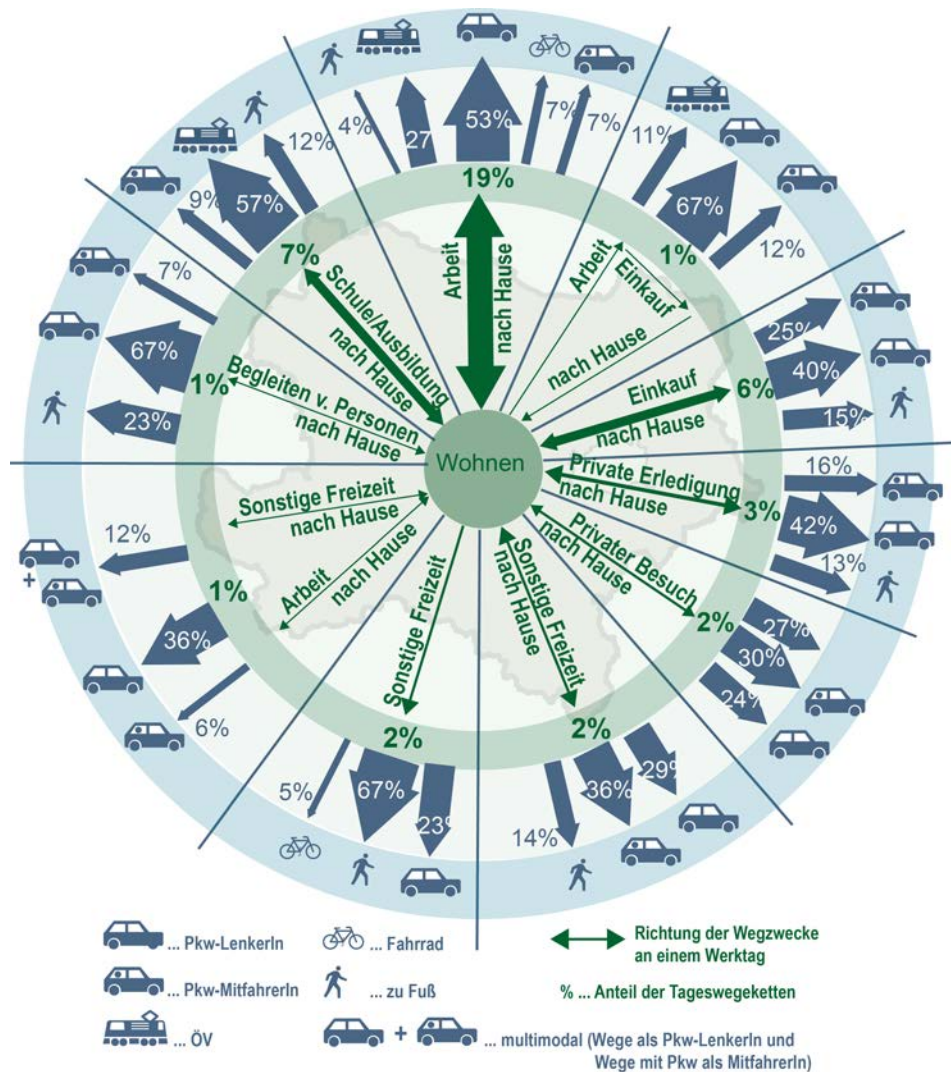 4%
27
53%
7%
7%
19%
Arbeit
nach Hause
11%
67%
12%
1%
Arbeit
Einkauf
nach Hause
25%
40%
15%
6%
Einkauf
nach Hause
16%
42%
13%
3%
Private Erledigung
nach Hause
27%
30%
24%
2%
Privater Besuch
nach Hause
29%
36%
14%
2%
Sonstige Freizeit
nach Hause
23%
67%
5%
2%
Sonstige Freizeit
6%
36%
12%
+
1%
Sonstige Freizeit
nach Hause
Arbeit
nach Hause
23%
67%
7%
1%
Begleiten v. Personen
nach Hause
9%
57%
12%
7%
Schule/Ausbildung
nach Hause
Wohnen
... Pkw-LenkerIn
... Fahrrad
Richtung der Wegzwecke
an einem Werktag
... Pkw-MitfahrerIn
... zu Fuß
% ... Anteil der Tageswegeketten
... ÖV
+
... multimodal (Wege als Pkw-LenkerIn und
Wege mit Pkw als MitfahrerIn)